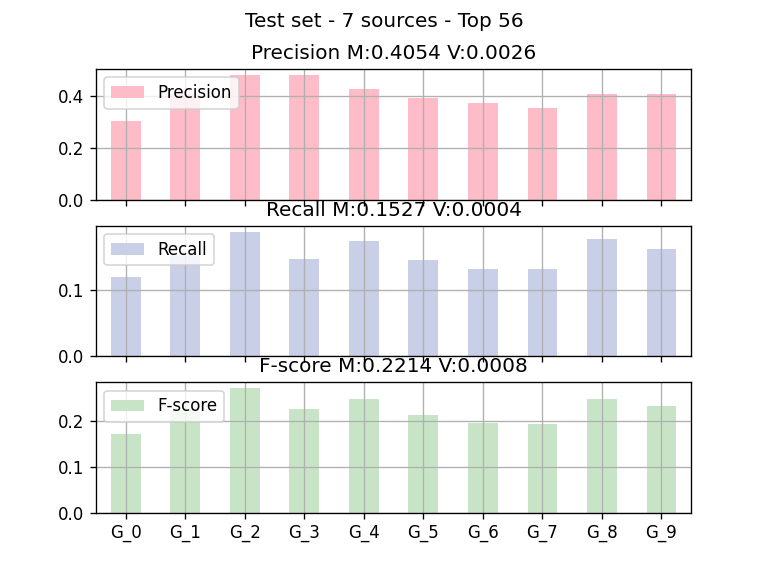 Test set - 7 sources - Top 56
Precision M:0.4054 V:0.0026
0.4
0.2
0.0
Precision
Recall M:0.1527 V:0.0004
0.1
0.0
Recall
F-score M:0.2214 V:0.0008
0.2
0.1
0.0
F-score
G_0 G_1 G_2 G_3 G_4 G_5 G_6 G_7 G_8 G_9